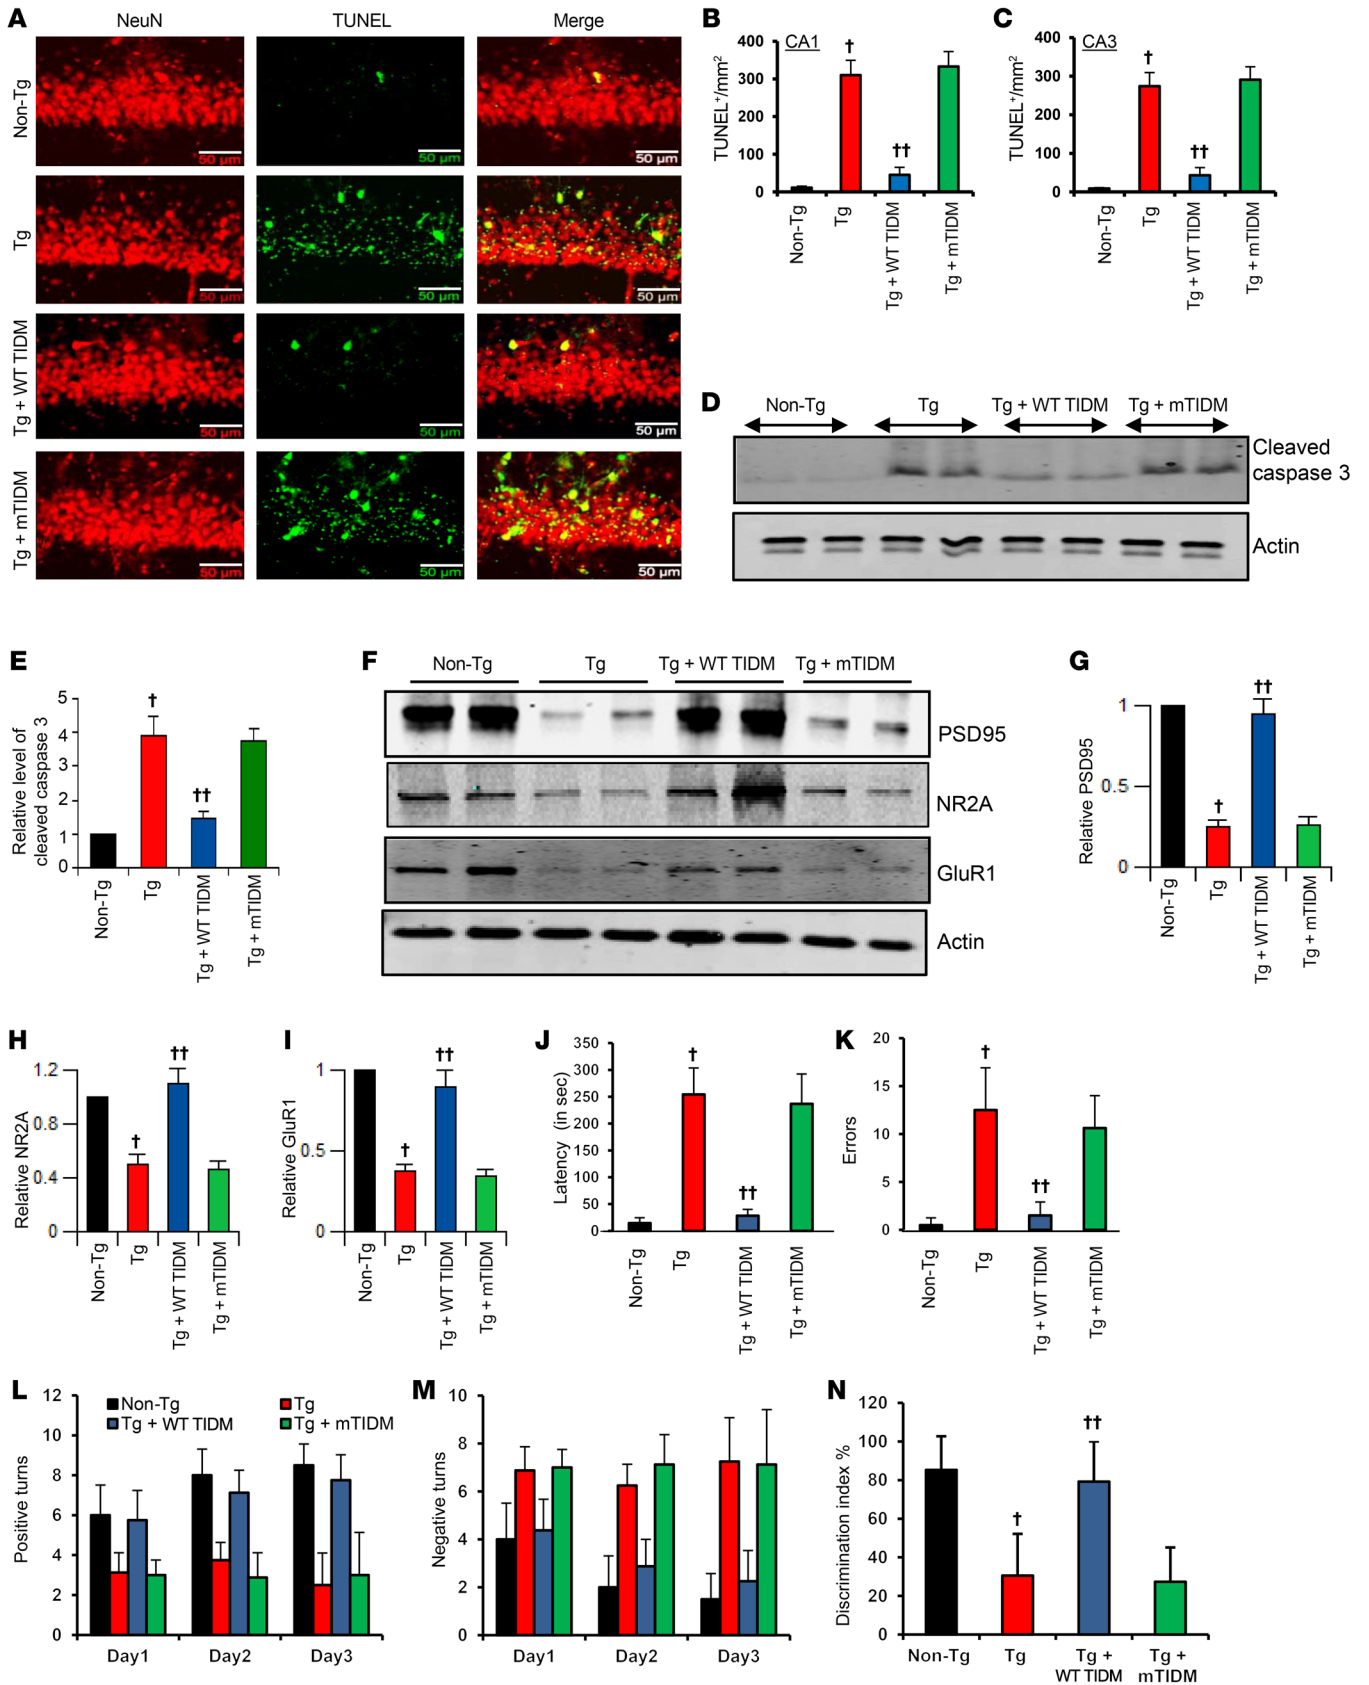 A
NeuN
TUNEL
Merge
Non-Tg
50 µm
50 µm
50 µm
Tg
50 µm
50 µm
50 µm
Tg + WT TIDM
50 µm
50 µm
50 µm
Tg + mTIDM
50 µm
50 µm
50 µm
B
CA1
TUNEL+/mm2
400
300
200
100
0
†
††
Non-Tg
Tg
Tg + WT TIDM
Tg + mTIDM
C
CA3
TUNEL+/mm2
400
300
200
100
0
†
††
Non-Tg
Tg
Tg + WT TIDM
Tg + mTIDM
D
Non-Tg
Tg
Tg + WT TIDM
Tg + mTIDM
Cleaved
caspase 3
Actin
E
Relative level of
cleaved caspase 3
5
4
3
2
1
0
†
††
Non-Tg
Tg
Tg + WT TIDM
Tg + mTIDM
F
Non-Tg
Tg
Tg + WT TIDM
Tg + mTIDM
PSD95
NR2A
GluR1
Actin
G
Relative PSD95
1
0.5
0
†
††
Non-Tg
Tg
Tg + WT TIDM
Tg + mTIDM
H
Relative NR2A
1.2
0.8
0.4
0
†
††
Non-Tg
Tg
Tg + WT TIDM
Tg + mTIDM
I
Relative GluR1
1
0.5
0
†
††
Non-Tg
Tg
Tg + WT TIDM
Tg + mTIDM
J
Latency (in sec)
350
300
250
200
150
100
50
0
†
††
Non-Tg
Tg
Tg + WT TIDM
Tg + mTIDM
K
Errors
20
15
10
5
0
†
††
Non-Tg
Tg
Tg + WT TIDM
Tg + mTIDM
L
Positive turns
12
10
8
6
4
2
0
Non-Tg
Tg
Tg + WT TIDM
Tg + mTIDM
Day1
Day2
Day3
M
Negative turns
10
8
6
4
2
0
Day1
Day2
Day3
N
Discrimination index %
120
100
80
60
40
20
0
†
††
Non-Tg
Tg
Tg +
WT TIDM
Tg +
mTIDM